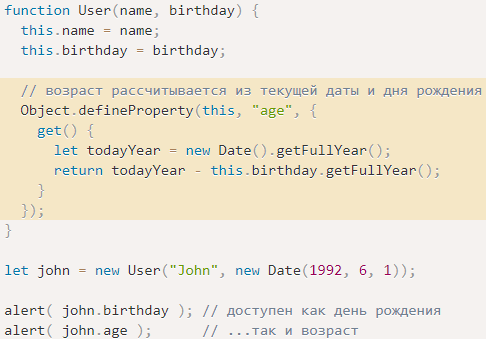 function User(name, birthday) {
  this.name = name;
  this.birthday = birthday;

  // возраст рассчитывается из текущей даты и дня рождения
  Object.defineProperty(this, "age", {
    get() {
      let todayYear = new Date().getFullYear();
      return todayYear - this.birthday.getFullYear();
    }
  });
}

let john = new User("John", new Date(1992, 6, 1));

alert( john.birthday ); // доступен как день рождения
alert( john.age );      // ...так и возраст